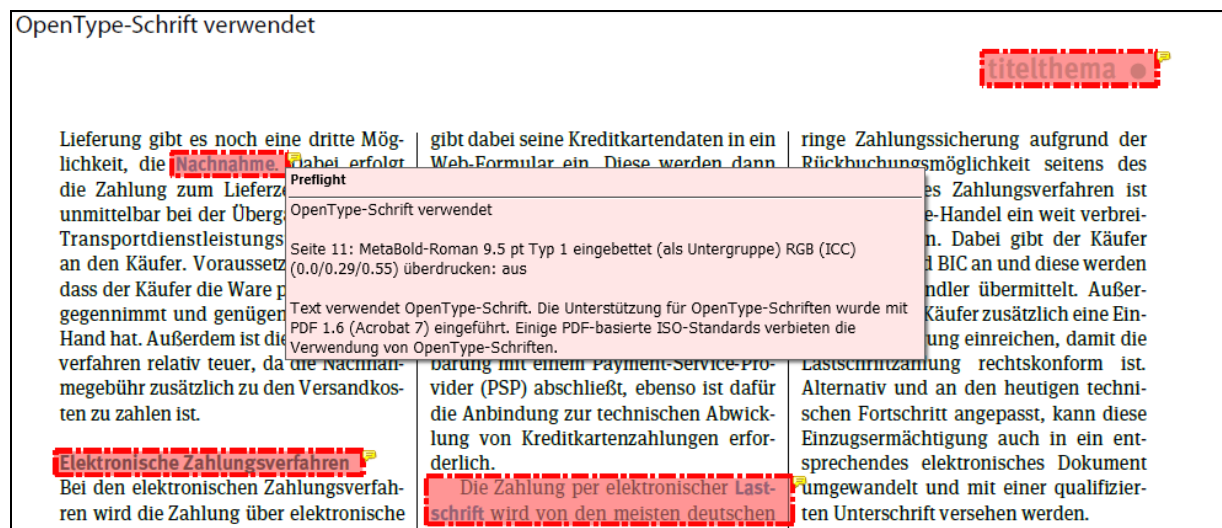 OpenType-Schrift verwendet
titelthema ●
Lieferung gibt es noch eine dritte Mög-
lichkeit, die Nachnahme. Dabei erfolgt
die Zahlung zum
unmittelbar bei der
Transportdienstleistungs
an den Käufer.
dass der Käufer die Ware
gegennimmt und
Hand hat. Außerdem ist
verfahren relativ teuer, da die Nachnah-
megebühr zusätzlich zu den Versandkos-
ten zu zahlen ist.
Elektronische Zahlungsverfahren
Bei den elektronischen Zahlungsverfah-
ren wird die Zahlung über elektronische
Preflight
OpenType-Schrift verwendet
Seite 11: MetaBold-Roman 9.5 pt Typ 1 eingebettet (als Untergruppe) RGB (ICC)
(0.0/0.29/0.55) überdrucken: aus
Text verwendet OpenType-Schrift. Die Unterstützung für OpenType-Schriften wurde mit
PDF 1.6 (Acrobat 7) eingeführt. Einige PDF-basierte ISO-Standards verbieten die
Verwendung von OpenType-Schriften.
gibt dabei seine Kreditkartendaten in ein
Web-Formular ein. Diese werden dann
barung mit einem Payment-Service-Pro-
vider (PSP) abschließt, ebenso ist dafür
die Anbindung zur technischen Abwick-
lung von Kreditkartenzahlungen erfor-
derlich.
Die Zahlung per elektronischer Last-
schrift wird von den meisten deutschen
ringe Zahlungssicherung aufgrund der
Rückbuchungsmöglichkeit seitens des
es Zahlungsverfahren ist
e-Handel ein weit verbrei-
n. Dabei gibt der Käufer
d BIC an und diese werden
ndler übermittelt. Außer-
Käufer zusätzlich eine Ein-
rung einreichen, damit die
Lastschriftzahlung rechtskonform ist.
Alternativ und an den heutigen techni-
schen Fortschritt angepasst, kann diese
Einzugsermächtigung auch in ein ent-
sprechendes elektronisches Dokument
umgewandelt und mit einer qualifizier-
ten Unterschrift versehen werden.